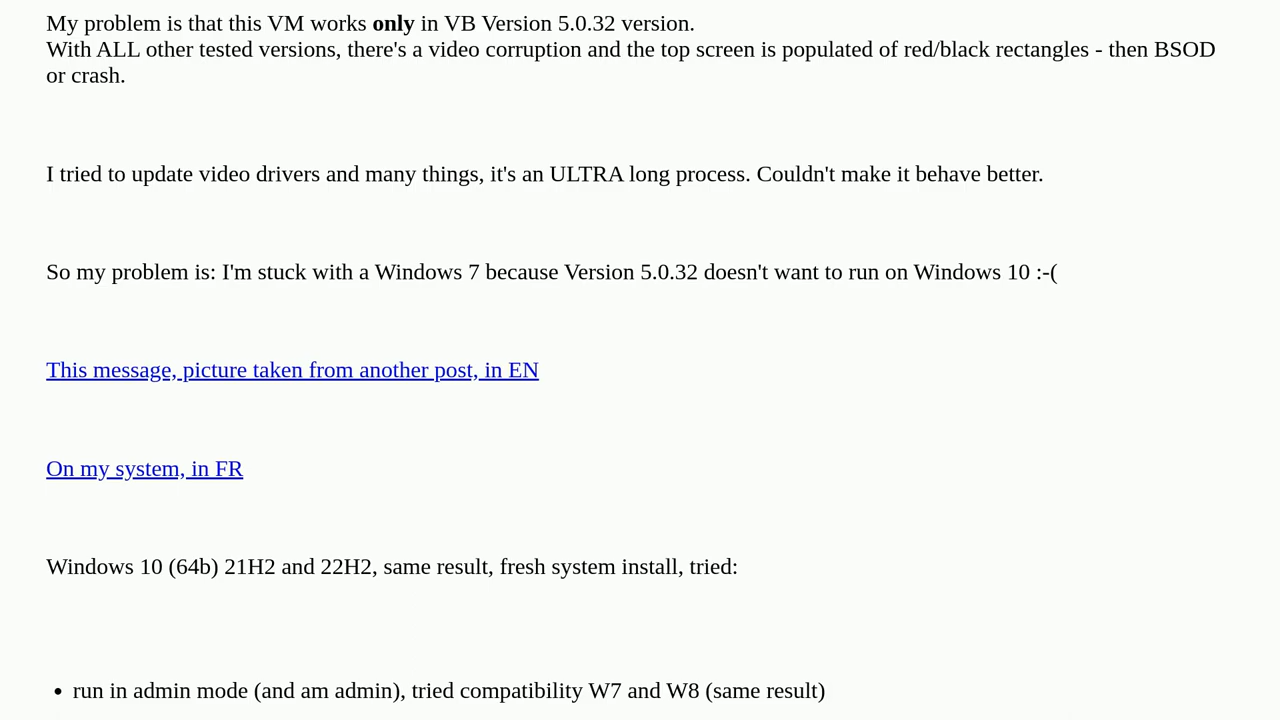 My problem is that this VM works only in VB Version 5.0.32 version.
With ALL other tested versions, there's a video corruption and the top screen is populated of red/black rectangles - then BSOD
or crash.
I tried to update video drivers and many things, it's an ULTRA long process. Couldn't make it behave better.
So my problem is: I'm stuck with a Windows 7 because Version 5.0.32 doesn't want to run on Windows 10 :-(
This message, picture taken from another post, in EN
On my system, in FR
Windows 10 (64b) 21H2 and 22H2, same result, fresh system install, tried:
• run in admin mode (and am admin), tried compatibility W7 and W8 (same result)